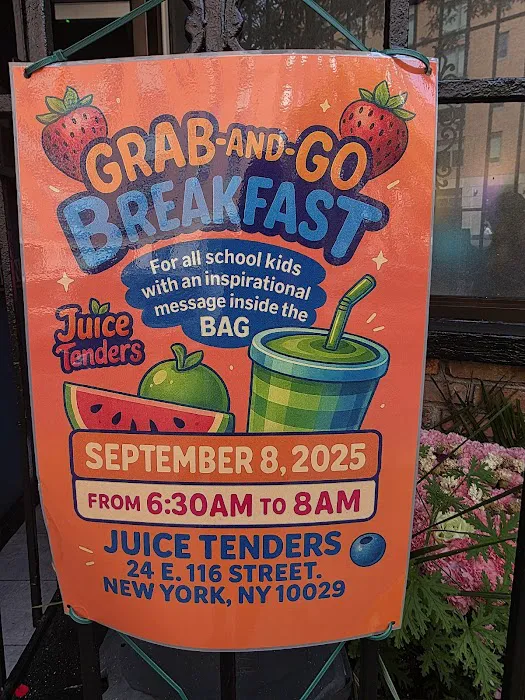 GRAB-AND-GO
BREAKFAST
For all school kids
with an inspirational
message inside the
BAG
Juice
Tenders
SEPTEMBER 8, 2025
FROM 6:30AM TO 8AM
JUICE TENDERS
24 E. 116 STREET.
NEW YORK, NY 10029